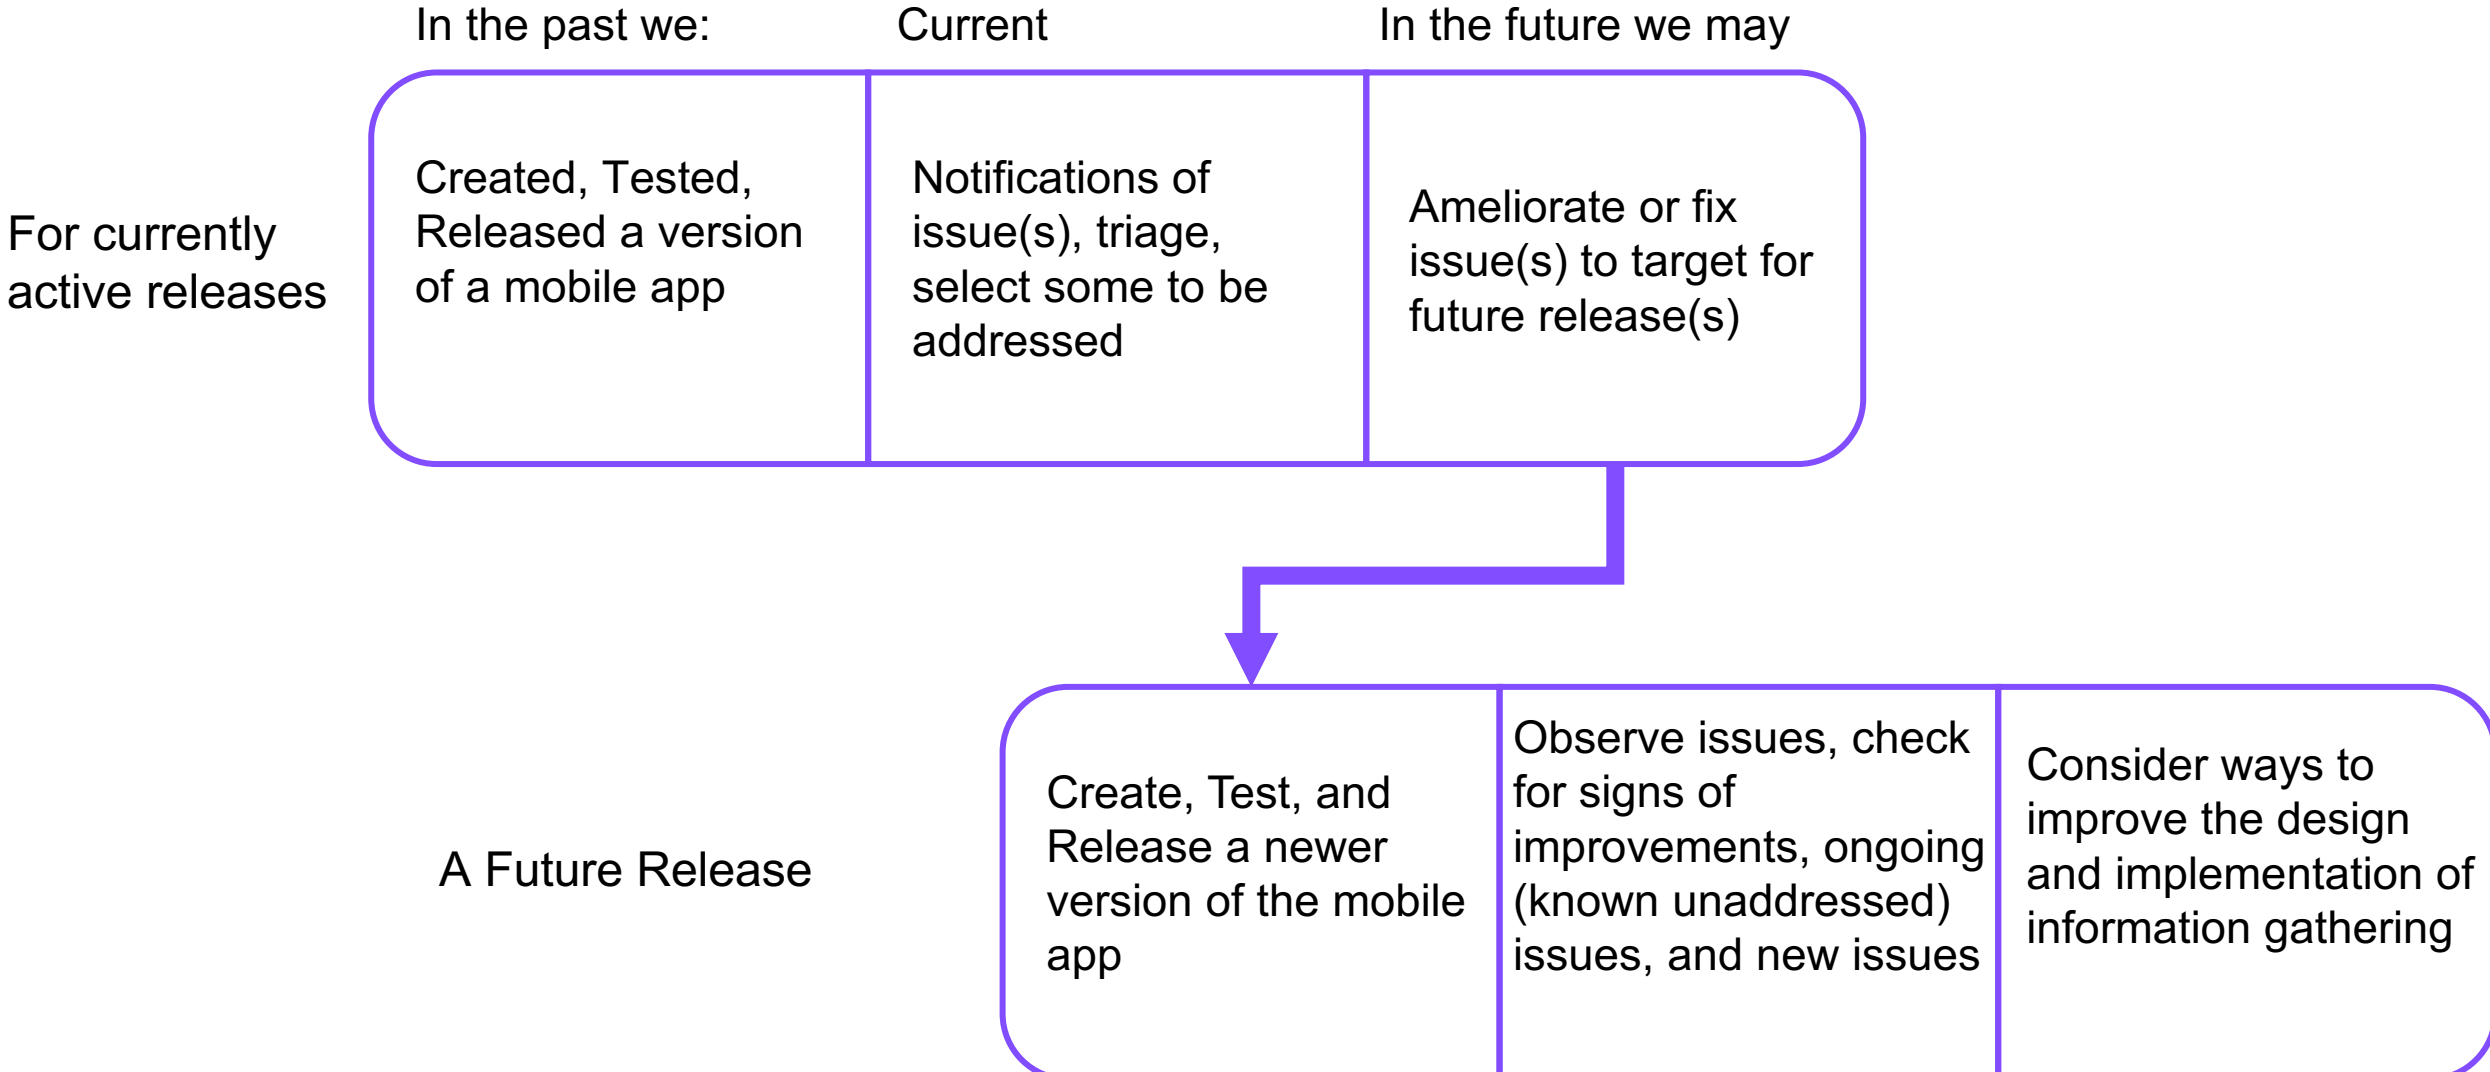 In the past we:
Current
In the future we may
For currently
active releases
Created, Tested,
Released a version
of a mobile app
Notifications of
issue(s), triage,
select some to be
addressed
Ameliorate or fix
issue(s) to target for
future release(s)
A Future Release
Create, Test, and
Release a newer
version of the mobile
app
Observe issues, check
for signs of
improvements, ongoing
(known unaddressed)
issues, and new issues
Consider ways to
improve the design
and implementation of
information gathering